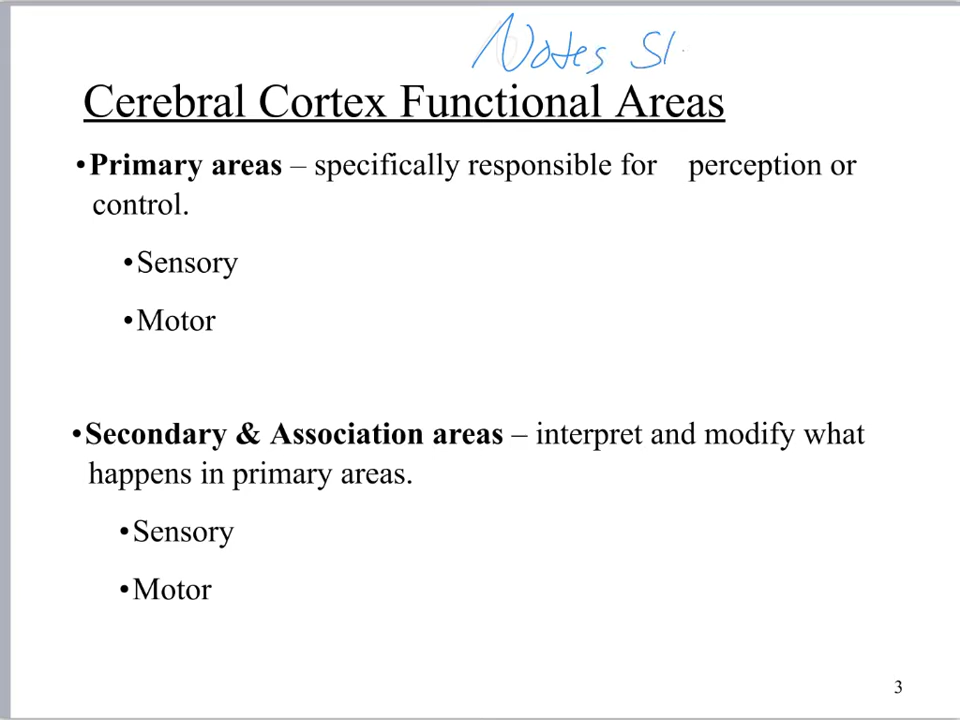 Notes Sl
Cerebral Cortex Functional Areas
•Primary areas – specifically responsible for perception or
control.
•Sensory
•Motor
•Secondary & Association areas – interpret and modify what
happens in primary areas.
•Sensory
•Motor
3